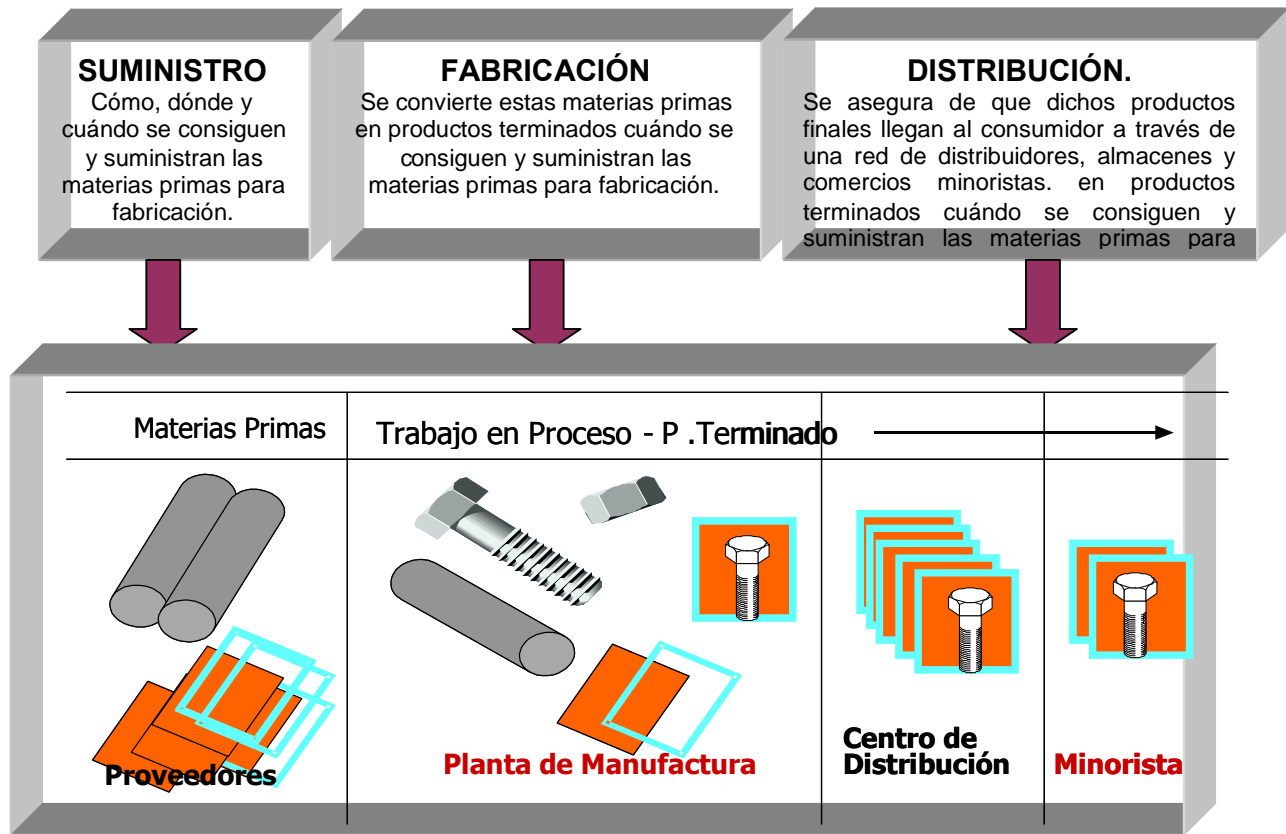 SUMINISTRO
Cómo, dónde y
cuándo se consiguen
y suministran las
materias primas para
fabricación.
FABRICACIÓN
Se convierte estas materias primas
en productos terminados cuándo se
consiguen y suministran las
materias primas para fabricación.
DISTRIBUCIÓN.
Se asegura de que dichos productos
finales llegan al consumidor a través de
una red de distribuidores, almacenes y
comercios minoristas. en productos
terminados cuándo se consiguen y
suministran las materias primas para
Materias Primas
Trabajo en Proceso - P .Terminado
Proveedores
Planta de Manufactura
Centro de
Distribución
Minorista